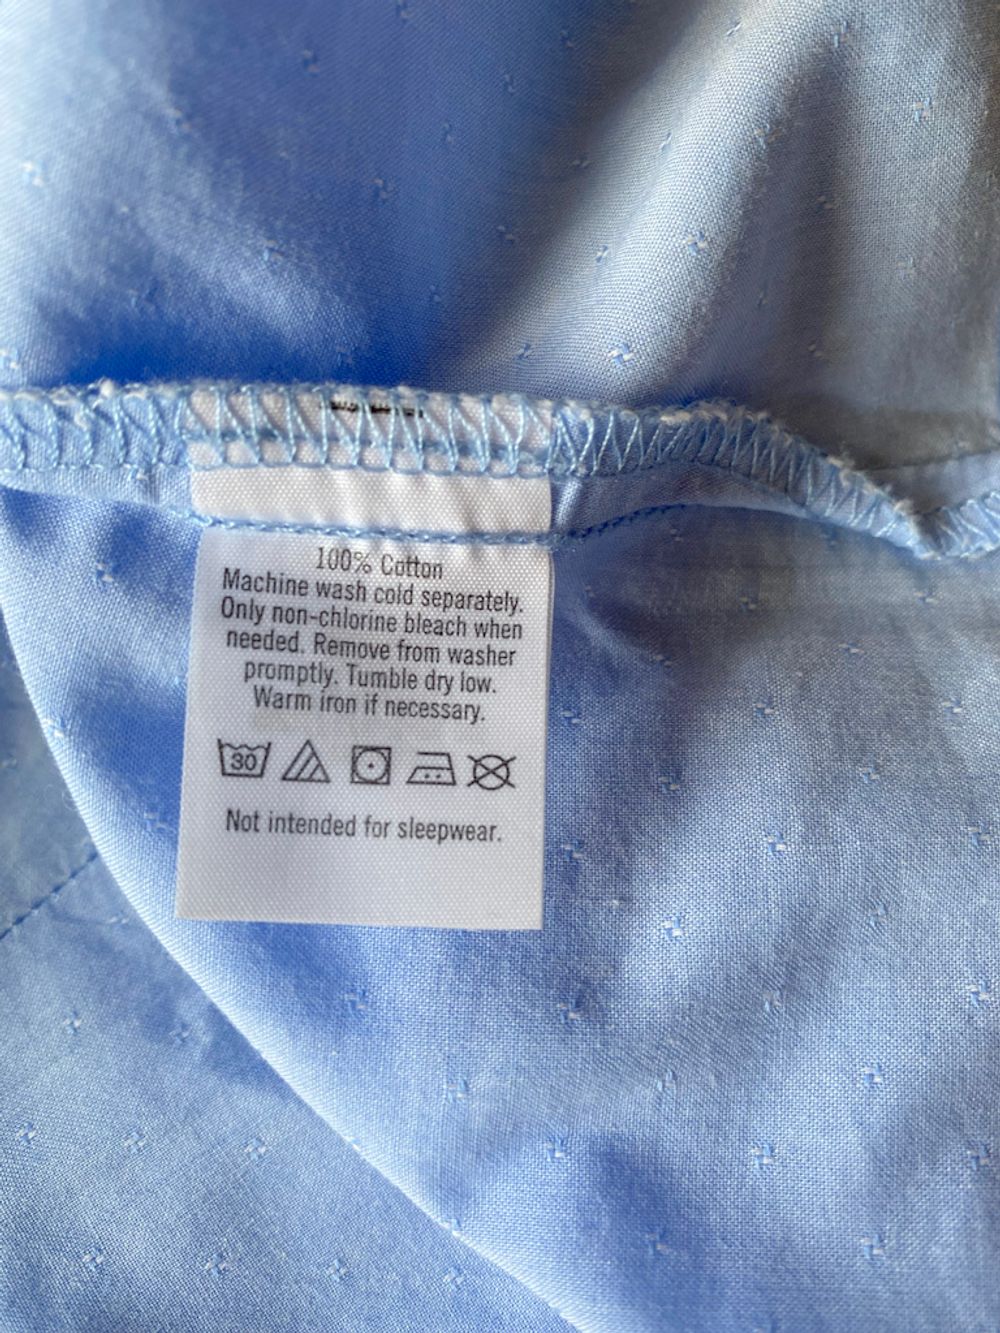 100% Cotton
Machine wash cold separately.
Only non-chlorine bleach when
needed. Remove from washer
promptly. Tumble dry low.
Warm iron if necessary.
30
Not intended for sleepwear.